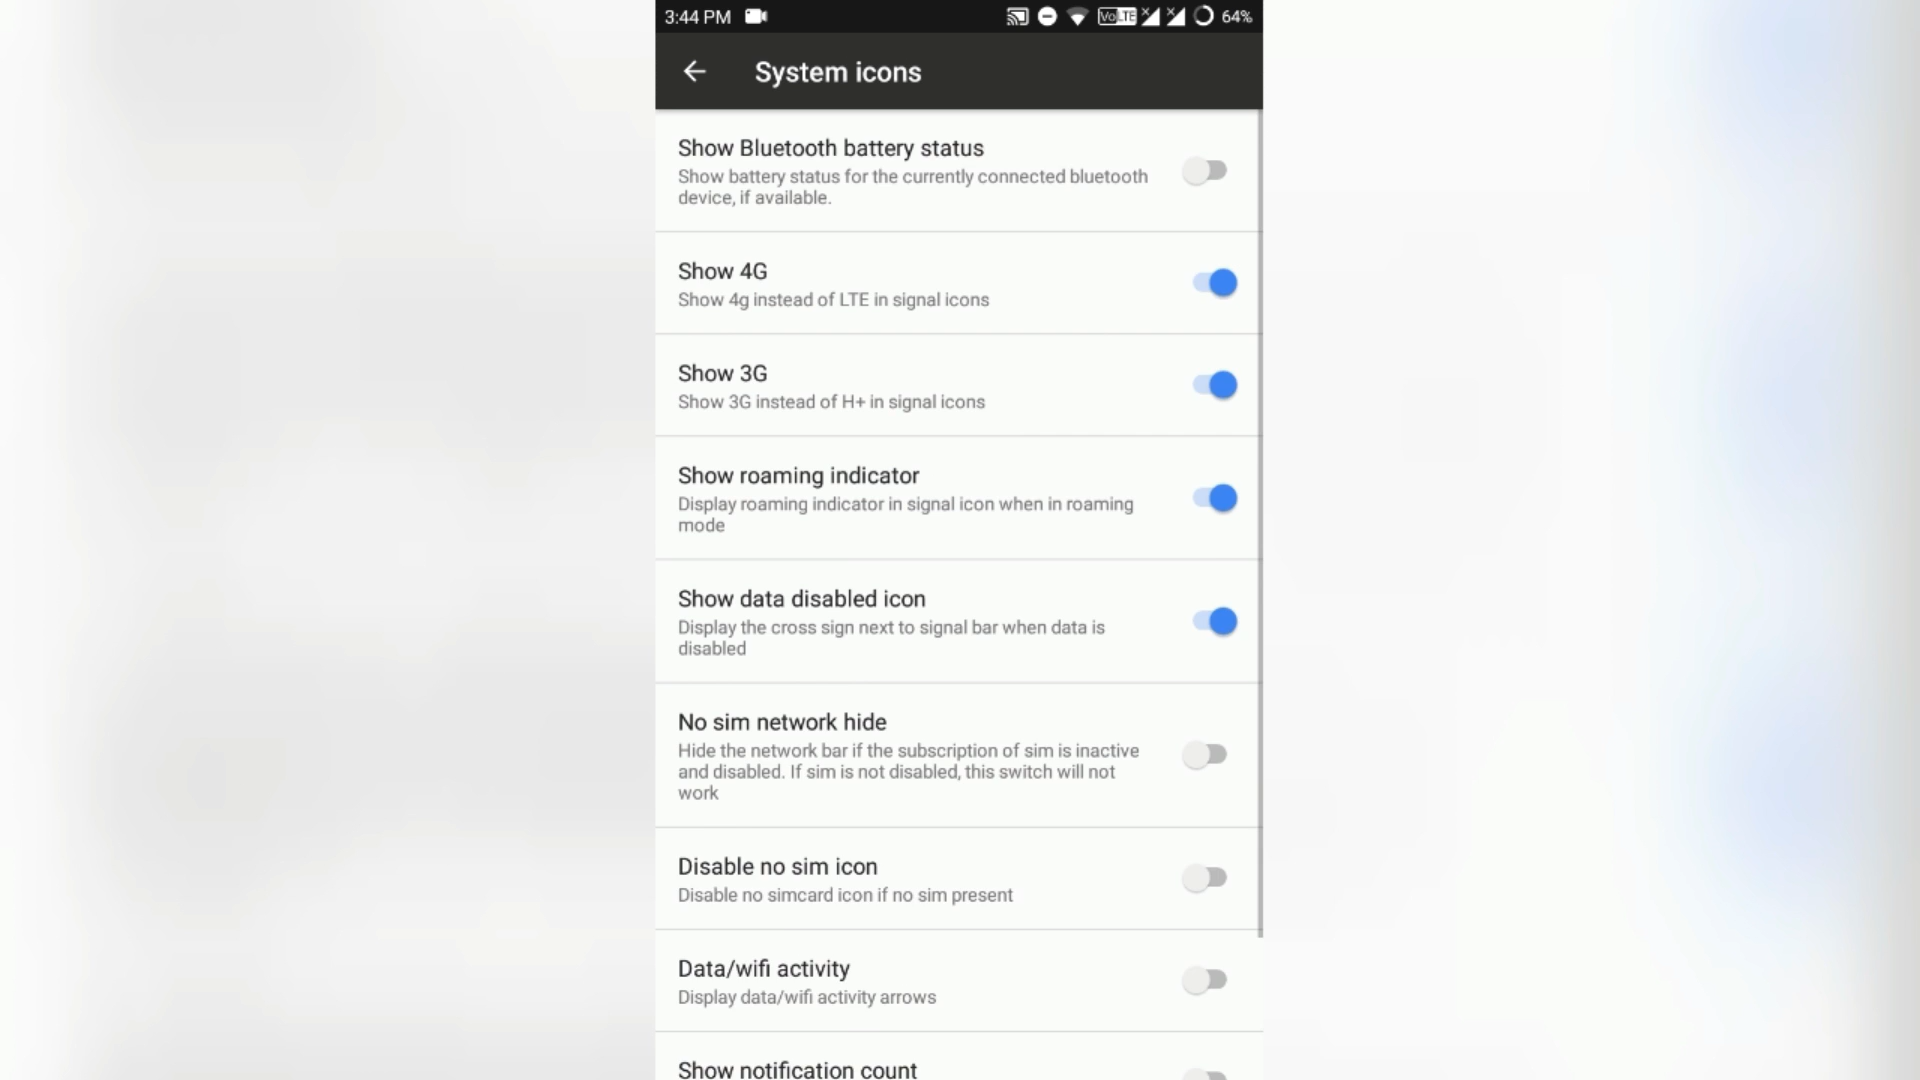 3:44 PM VoLTE 64%
System icons
Show Bluetooth battery status
Show battery status for the currently connected bluetooth
device, if available.
Show 4G
Show 4g instead of LTE in signal icons
Show 3G
Show 3G instead of H+ in signal icons
Show roaming indicator
Display roaming indicator in signal icon when in roaming
mode
Show data disabled icon
Display the cross sign next to signal bar when data is
disabled
No sim network hide
Hide the network bar if the subscription of sim is inactive
and disabled. If sim is not disabled, this switch will not
work
Disable no sim icon
Disable no simcard icon if no sim present
Data/wifi activity
Display data/wifi activity arrows
Show notification count